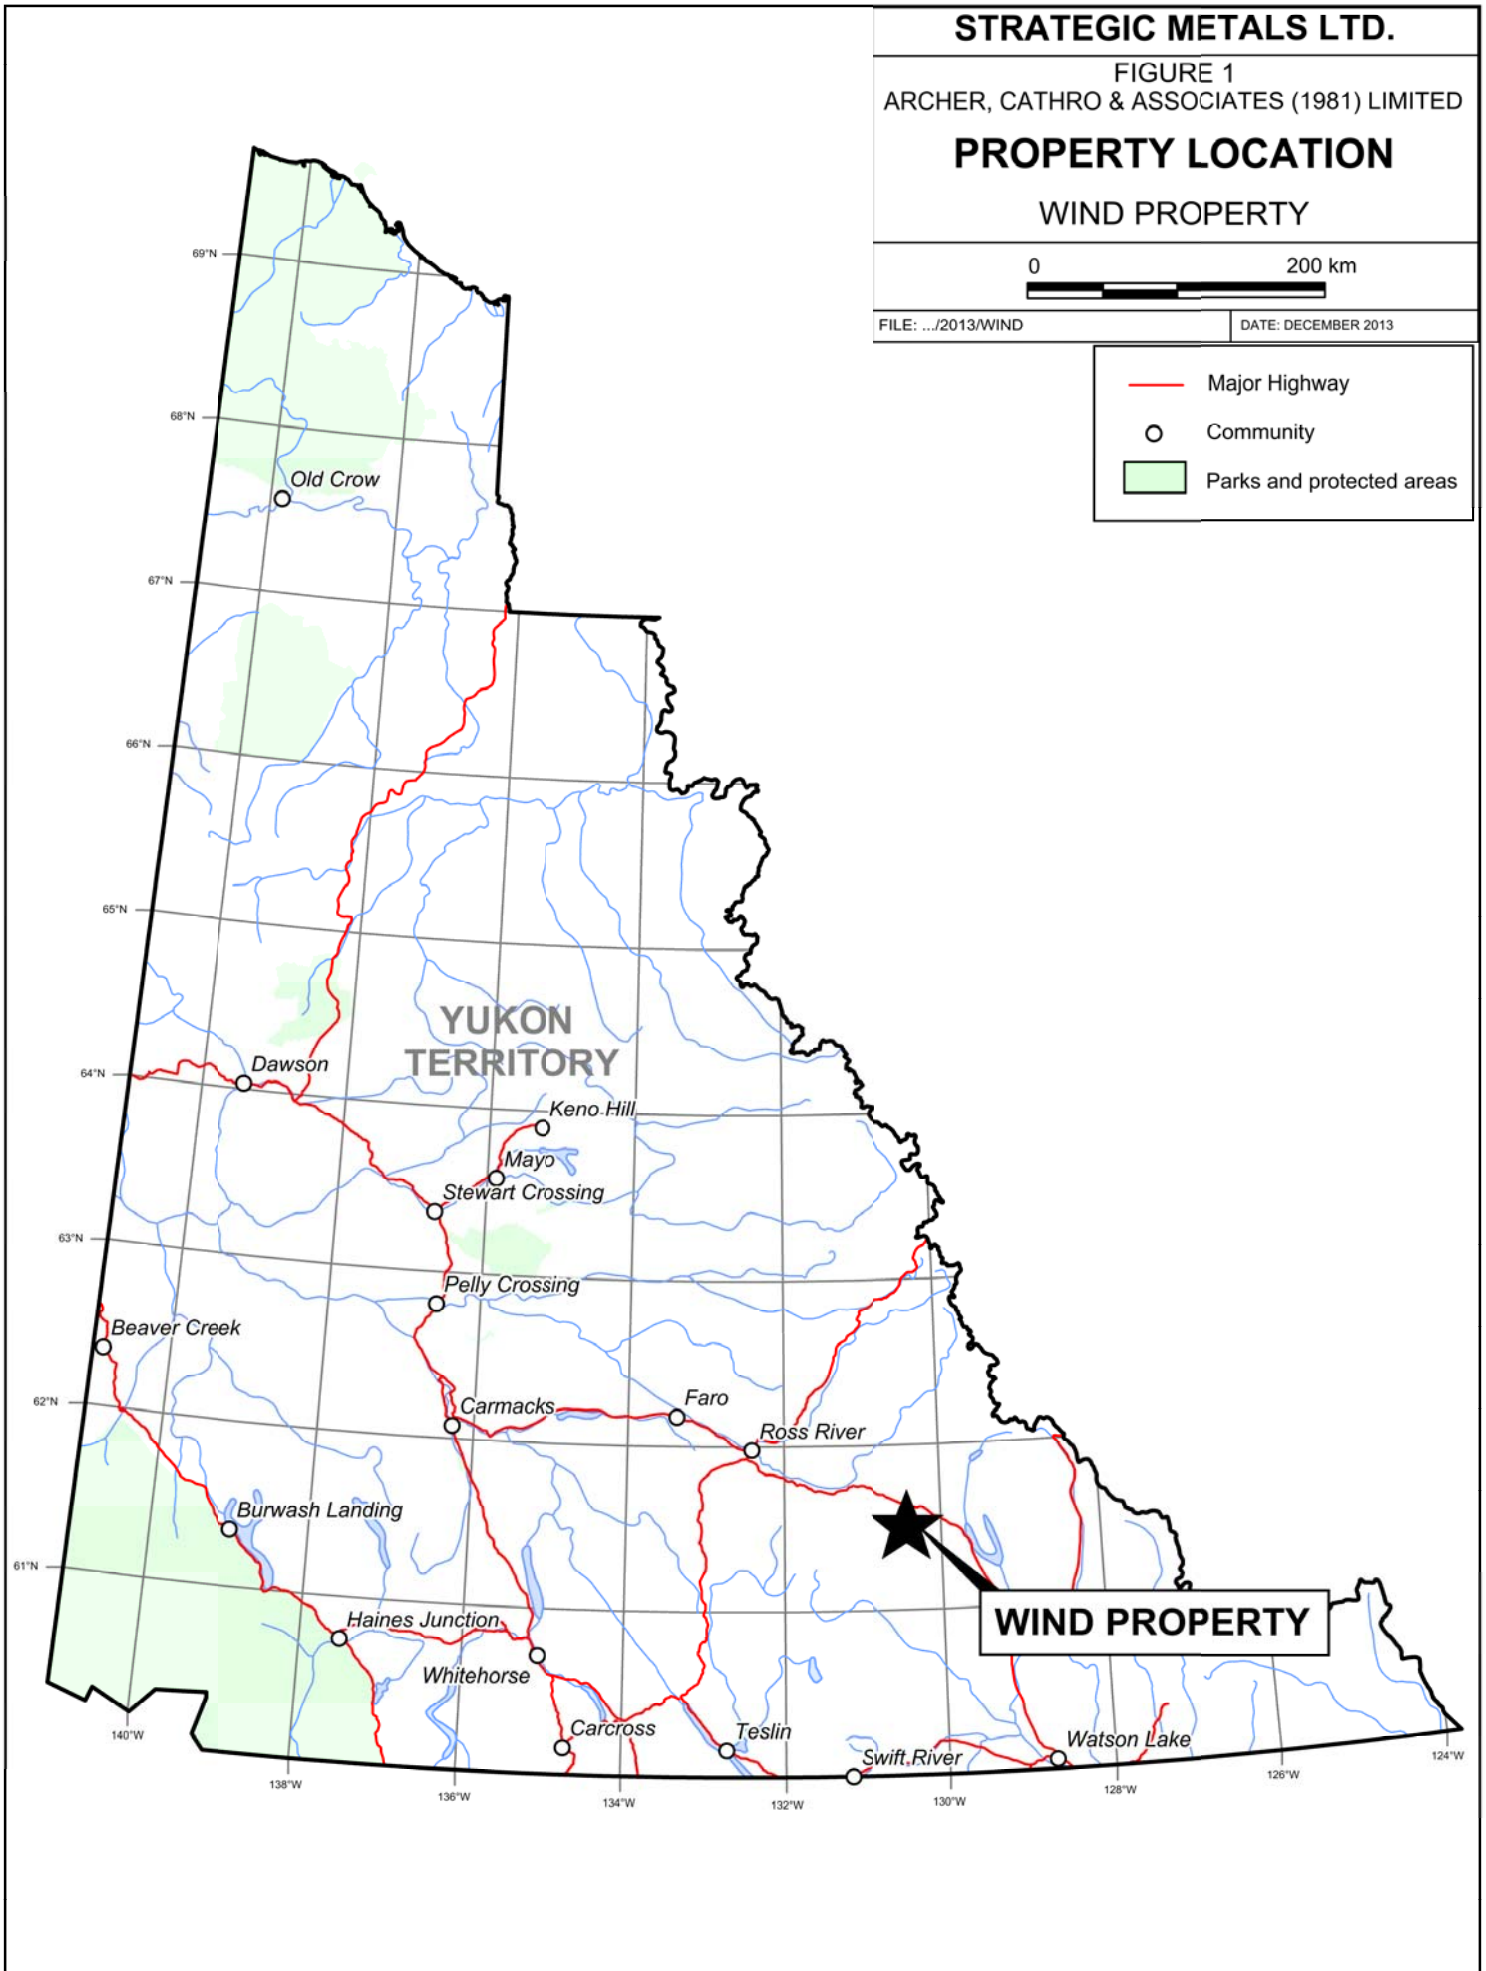 STRATEGIC METALS LTD.
FIGURE 1
ARCHER, CATHRO & ASSOCIATES (1981) LIMITED
PROPERTY LOCATION
WIND PROPERTY
0 200 km
FILE: .../2013/WIND DATE: DECEMBER 2013
Major Highway
Community
Parks and protected areas
69°N
68°N
Old Crow
67°N
66°N
65°N
YUKON
TERRITORY
Dawson
64°N
Keno Hill
Mayo
Stewart Crossing
63°N
Pelly Crossing
Beaver Creek
62°N
Carmacks
Faro
Ross River
Burwash Landing
61°N
Haines Junction
WIND PROPERTY
Whitehorse
Carcross
Teslin
Swift River
Watson Lake
140°W
138°W
136°W
134°W
132°W
130°W
128°W
126°W
124°W